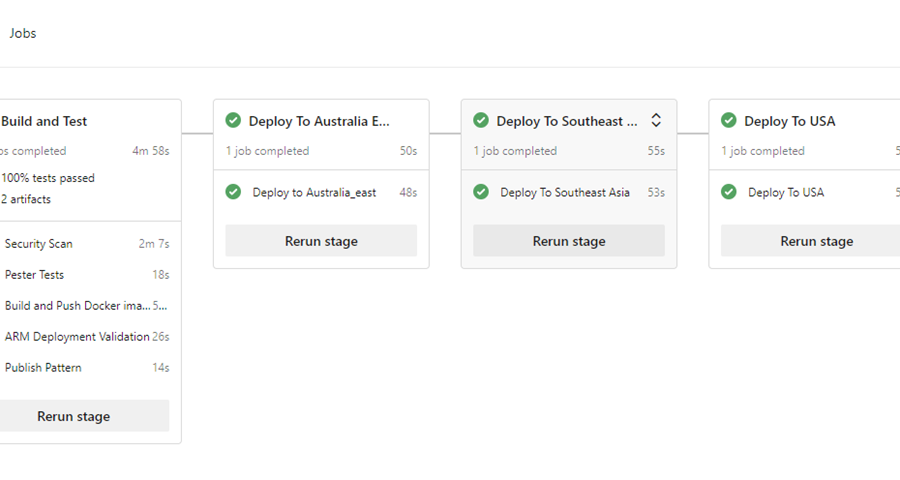 Jobs
Build and Test
completed 4m 58s
100% tests passed
2 artifacts
Security Scan 2m 7s
Pester Tests 18s
Build and Push Docker ima... 5...
ARM Deployment Validation 26s
Publish Pattern 14s
Rerun stage
Deploy To Australia E...
1 job completed 50s
Deploy to Australia_east 48s
Rerun stage
Deploy To Southeast ...
1 job completed 55s
Deploy To Southeast Asia 53s
Rerun stage
Deploy To USA
1 job completed
Deploy To USA
Rerun stage